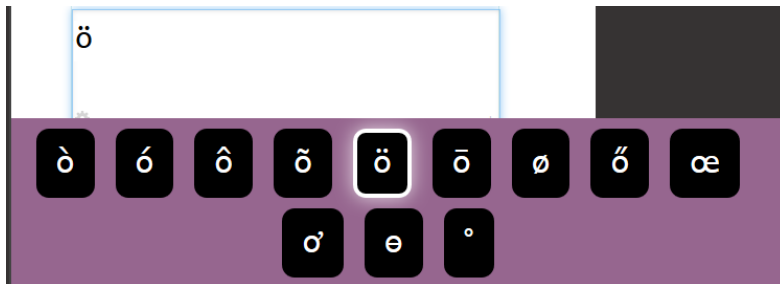 ö
ò ó ô õ ö ō ø ő œ
ơ ɵ °